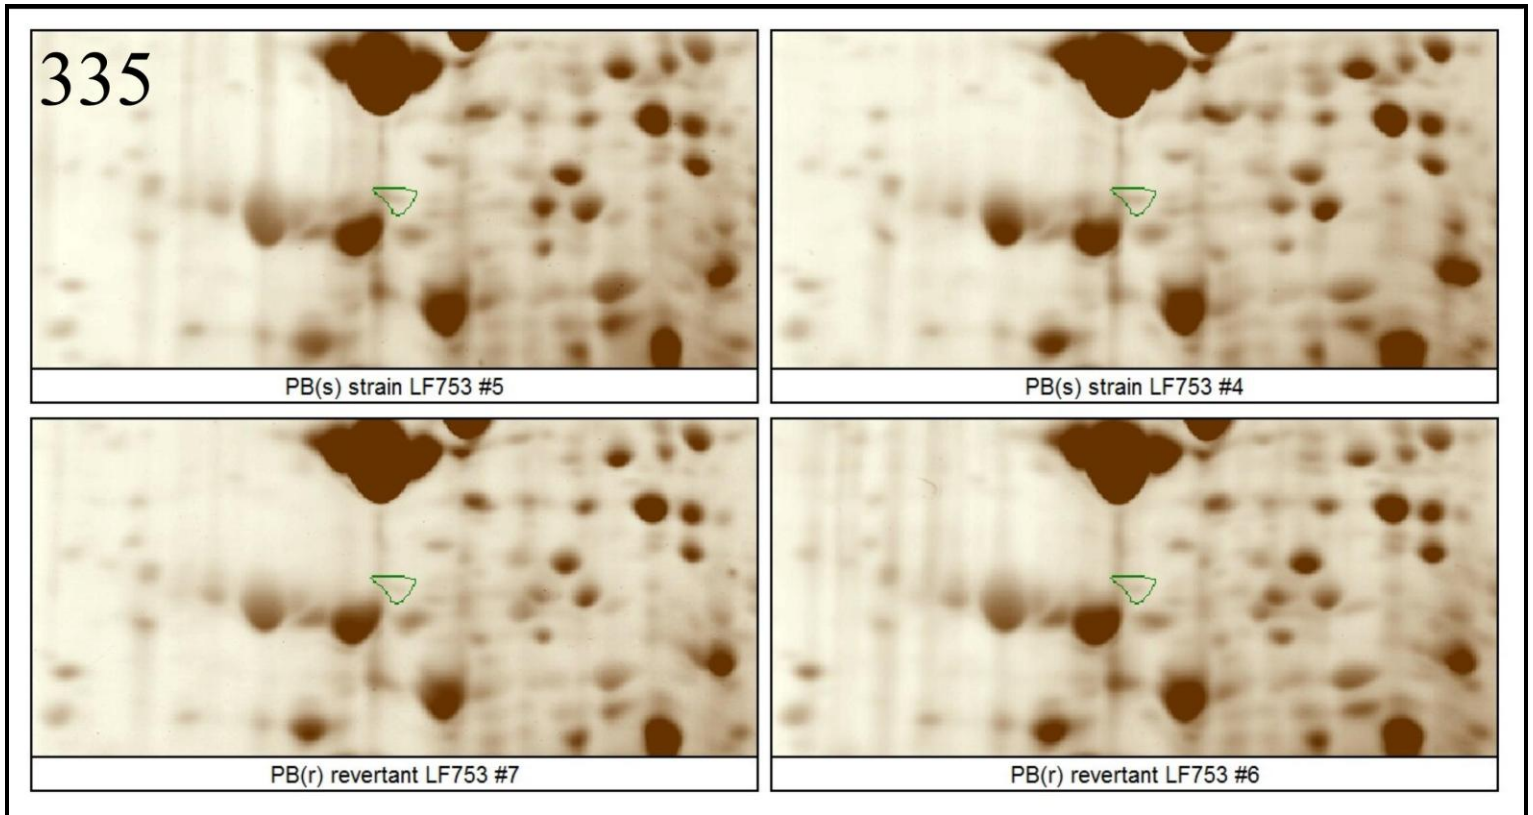 335
PB(s) strain LF753 #5
PB(s) strain LF753 #4
PB(r) revertant LF753 #7
PB(r) revertant LF753 #6